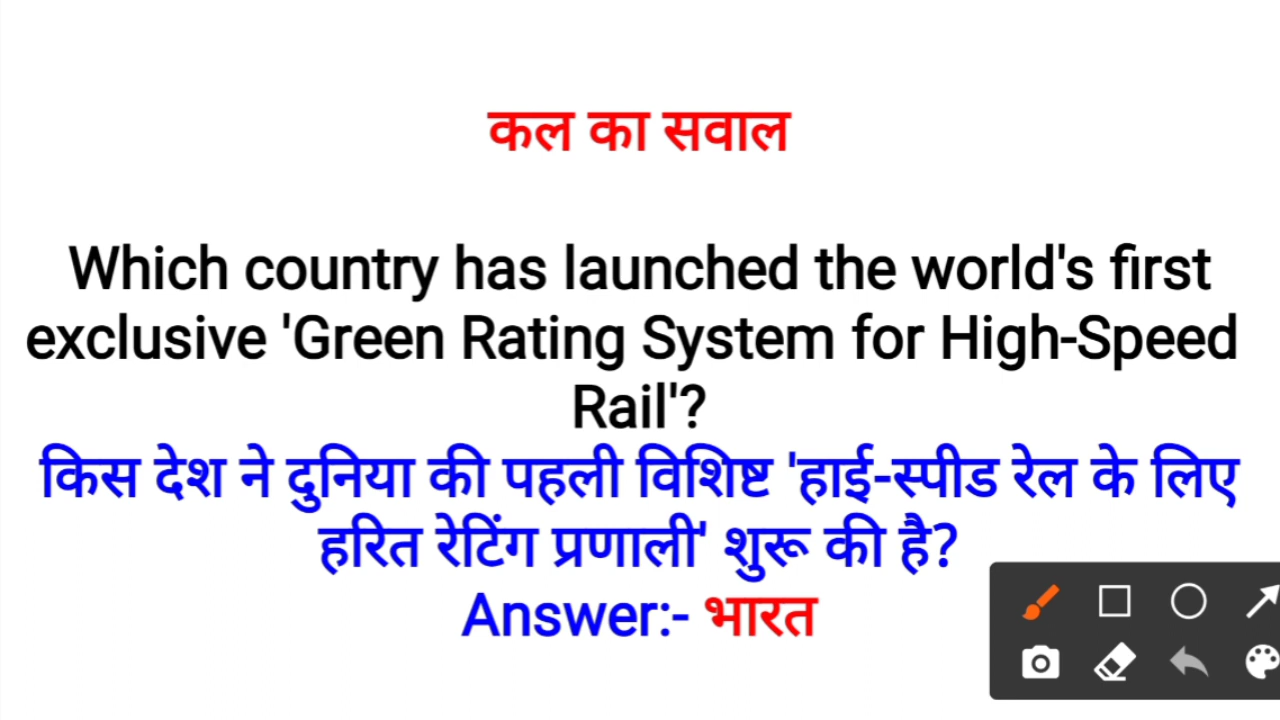 कल का सवाल
Which country has launched the world's first
exclusive 'Green Rating System for High-Speed
Rail'?
किस देश ने दुनिया की पहली विशिष्ट 'हाई-स्पीड रेल के लिए
हरित रेटिंग प्रणाली' शुरू की है?
Answer:- भारत